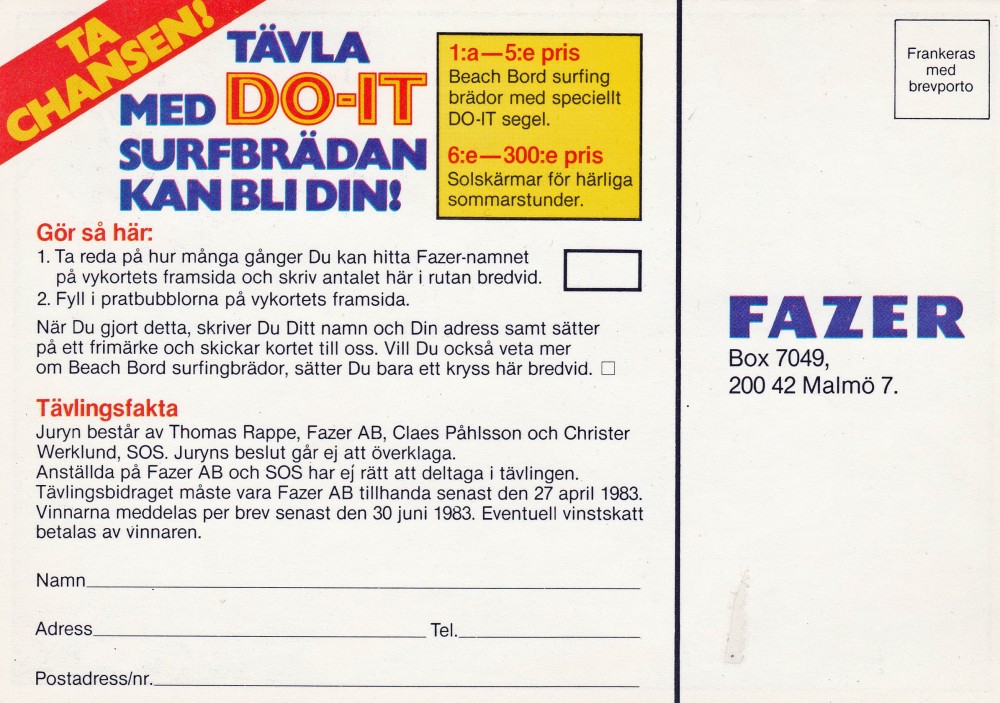 TA
CHANSEN!
TÄVLA
MED DO-IT
SURFBRÄDAN
KAN BLI DIN!
1:a—5:e pris
Beach Bord surfing
brädor med speciellt
DO-IT segel.
6:e—300:e pris
Solskärmar för härliga
sommarstunder.
Gör så här:
1. Ta reda på hur många gånger Du kan hitta Fazer-namnet
på vykortets framsida och skriv antalet här i rutan bredvid.
2. Fyll i pratbubblorna på vykortets framsida.
När Du gjort detta, skriver Du Ditt namn och Din adress samt sätter
på ett frimärke och skickar kortet till oss. Vill Du också veta mer
om Beach Bord surfingbrädor, sätter Du bara ett kryss här bredvid. ☐
Tävlingsfakta
Juryn består av Thomas Rappe, Fazer AB, Claes Påhlsson och Christer
Werklund, SOS. Juryns beslut går ej att överklaga.
Anställda på Fazer AB och SOS har ej rätt att deltaga i tävlingen.
Tävlingsbidraget måste vara Fazer AB tillhanda senast den 27 april 1983.
Vinnarna meddelas per brev senast den 30 juni 1983. Eventuell vinstskatt
betalas av vinnaren.
Namn
Adress Tel.
Postadress/nr.
Frankeras
med
brevporto
FAZER
Box 7049,
200 42 Malmö 7.